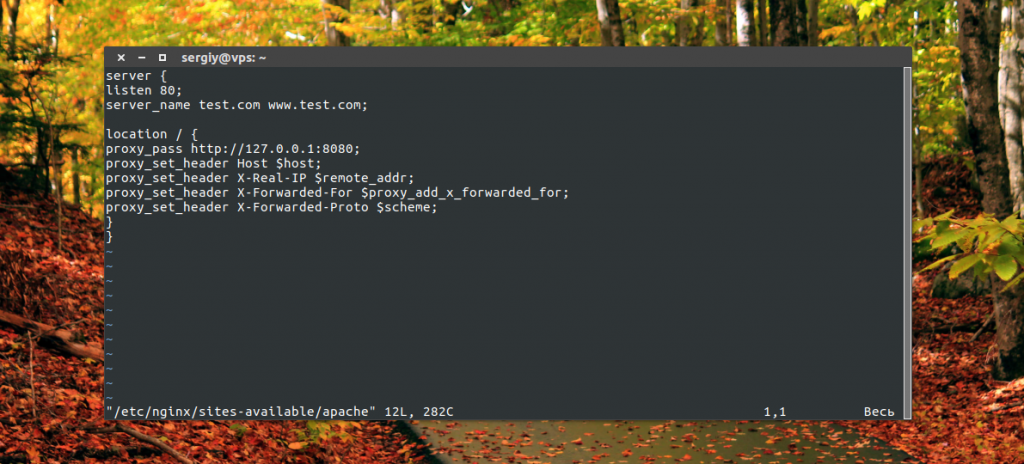 sergiy@vps: ~
server {
listen 80;
server_name test.com www.test.com;

location / {
proxy_pass http://127.0.0.1:8080;
proxy_set_header Host $host;
proxy_set_header X-Real-IP $remote_addr;
proxy_set_header X-Forwarded-For $proxy_add_x_forwarded_for;
proxy_set_header X-Forwarded-Proto $scheme;
}
}
~
~
~
~
~
~
~
~
~
~
~
"/etc/nginx/sites-available/apache" 12L, 282C 1,1 Весь